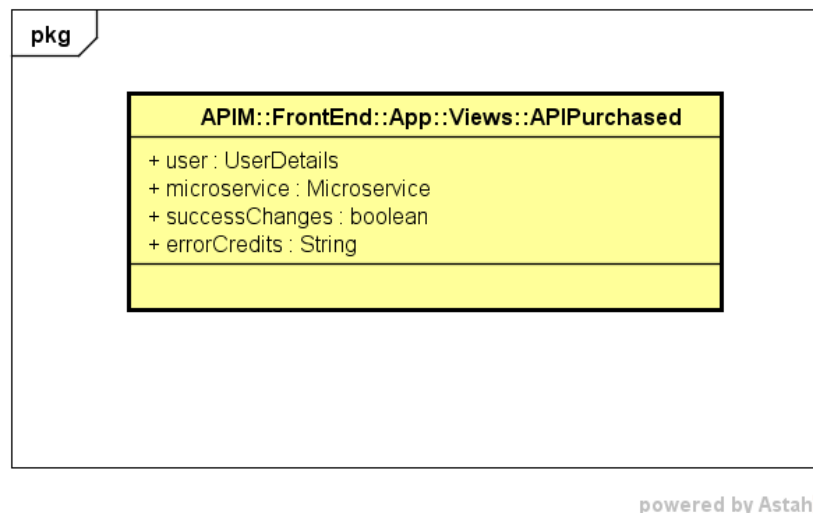 pkg
APIM::FrontEnd::App::Views::APIPurchased
+ user : UserDetails
+ microservice : Microservice
+ successChanges : boolean
+ errorCredits : String
powered by Astah